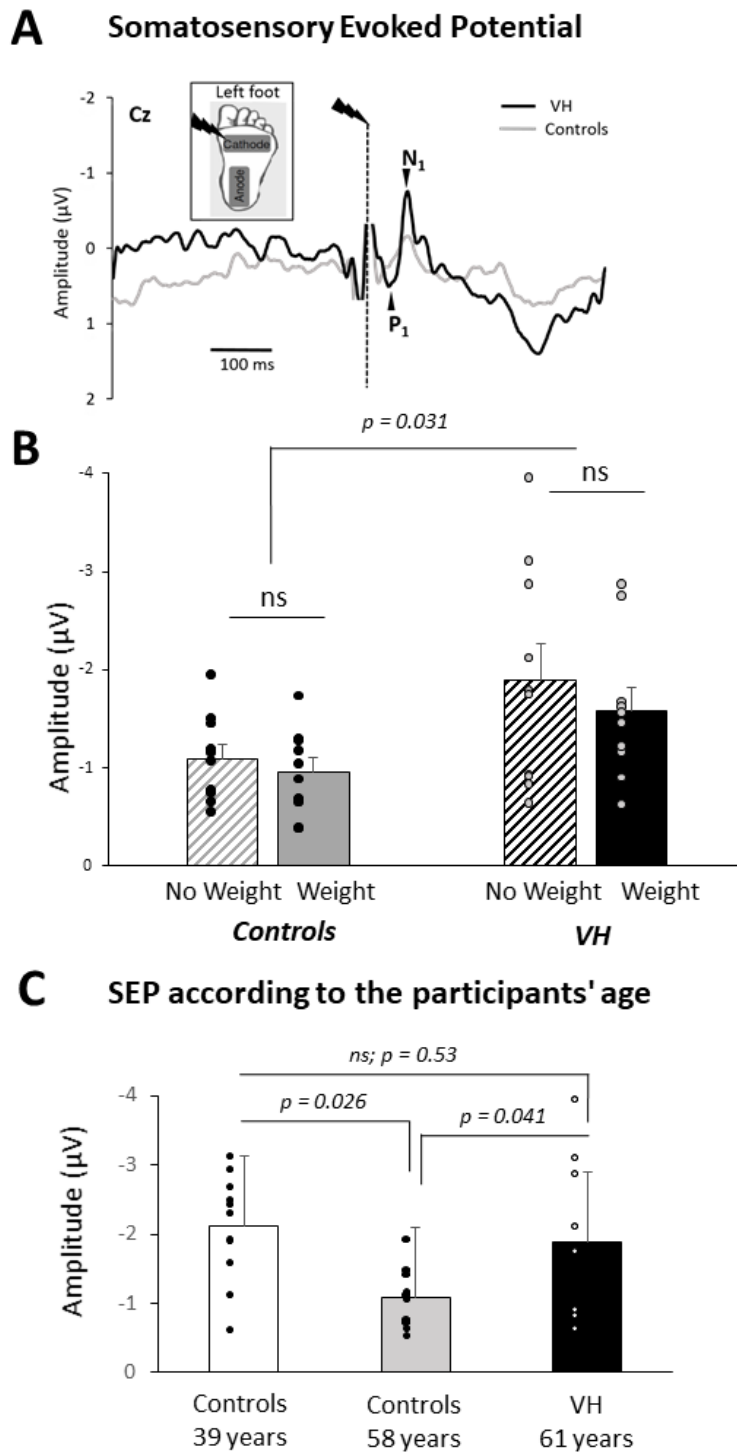 A Somatosensory Evoked Potential
Amplitude (µV)
-2
-1
0
1
2
Cz
Left foot
Cathode
Anode
VH
Controls
N1
P1
100 ms
B
p = 0.031
Amplitude (µV)
-4
-3
-2
-1
0
ns
ns
No Weight Weight No Weight Weight
Controls VH
C SEP according to the participants' age
ns; p = 0.53
p = 0.026
p = 0.041
Amplitude (µV)
-4
-3
-2
-1
0
Controls Controls VH
39 years 58 years 61 years